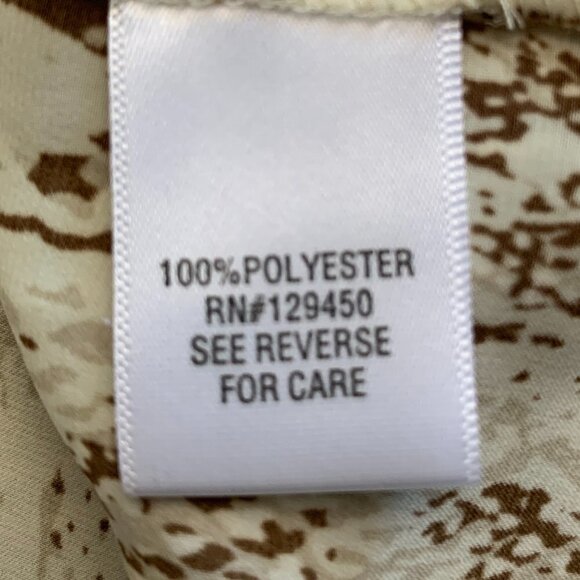 100%POLYESTER
RN#129450
SEE REVERSE
FOR CARE